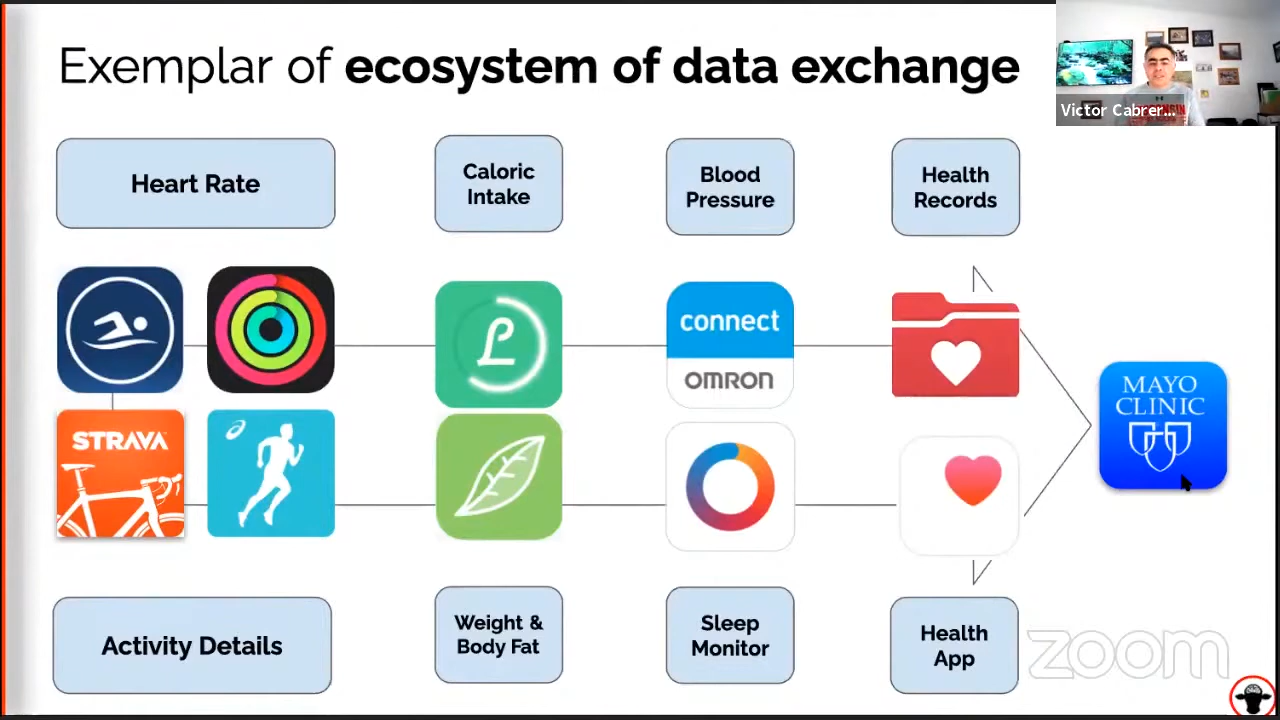 Exemplar of ecosystem of data exchange
Victor Cabrer...
Heart Rate
Caloric
Intake
Blood
Pressure
Health
Records
L
connect
OMRON
STRAVA
MAYO
CLINIC
Activity Details
Weight &
Body Fat
Sleep
Monitor
Health
App
zoom